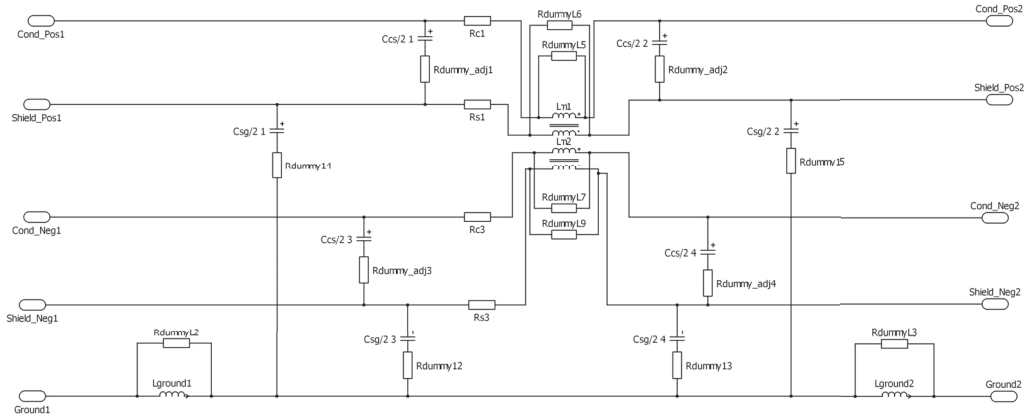 Cond_Pos1
Ccs/2 1
Rdummy_adj1
Rc1
RdummyL6
RdummyL5
Ccs/2 2
Rdummy_adj2
Cond_Pos2
Shield_Pos1
Csg/2 1
Rdummy11
Rs1
Lm1
Lm2
Csg/2 2
Rdummy15
Shield_Pos2
Cond_Neg1
Ccs/2 3
Rdummy_adj3
Rc3
RdummyL7
RdummyL9
Ccs/2 4
Rdummy_adj4
Cond_Neg2
Shield_Neg1
RdummyL2
Csg/2 3
Rdummy12
Rs3
Csg/2 4
Rdummy13
RdummyL3
Shield_Neg2
Ground1
Lground1
Lground2
Ground2